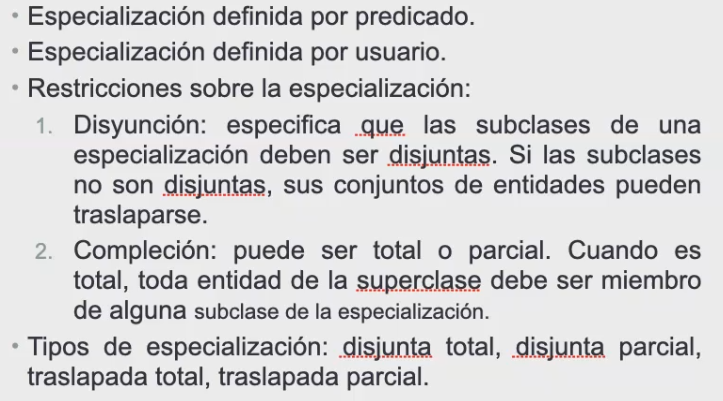 • Especialización definida por predicado.
• Especialización definida por usuario.
• Restricciones sobre la especialización:
1. Disyunción: especifica que las subclases de una
especialización deben ser disjuntas. Si las subclases
no son disjuntas, sus conjuntos de entidades pueden
traslaparse.
2. Compleción: puede ser total o parcial. Cuando es
total, toda entidad de la superclase debe ser miembro
de alguna subclase de la especialización.
• Tipos de especialización: disjunta total, disjunta parcial,
traslapada total, traslapada parcial.